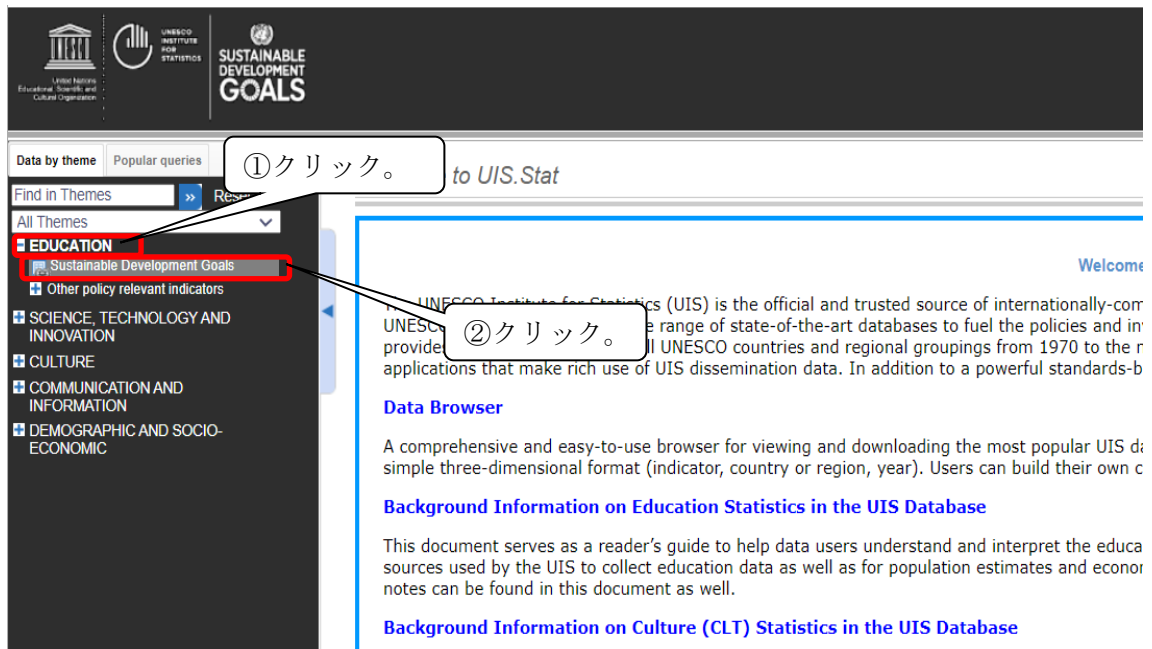 United Nations
Educational, Scientific and
Cultural Organization
UNESCO
INSTITUTE
FOR
STATISTICS
SUSTAINABLE
DEVELOPMENT
GOALS
Data by theme
Popular queries
①クリック。
to UIS.Stat
Find in Themes
»
All Themes
EDUCATION
Sustainable Development Goals
Other policy relevant indicators
SCIENCE, TECHNOLOGY AND
INNOVATION
CULTURE
COMMUNICATION AND
INFORMATION
DEMOGRAPHIC AND SOCIO-
ECONOMIC
②クリック。
Welcome
UNESCO Institute for Statistics (UIS) is the official and trusted source of internationally-com
UNESCO range of state-of-the-art databases to fuel the policies and in
provides UNESCO countries and regional groupings from 1970 to the
applications that make rich use of UIS dissemination data. In addition to a powerful standards-b
Data Browser
A comprehensive and easy-to-use browser for viewing and downloading the most popular UIS da
simple three-dimensional format (indicator, country or region, year). Users can build their own c
Background Information on Education Statistics in the UIS Database
This document serves as a reader's guide to help data users understand and interpret the educa
sources used by the UIS to collect education data as well as for population estimates and econor
notes can be found in this document as well.
Background Information on Culture (CLT) Statistics in the UIS Database